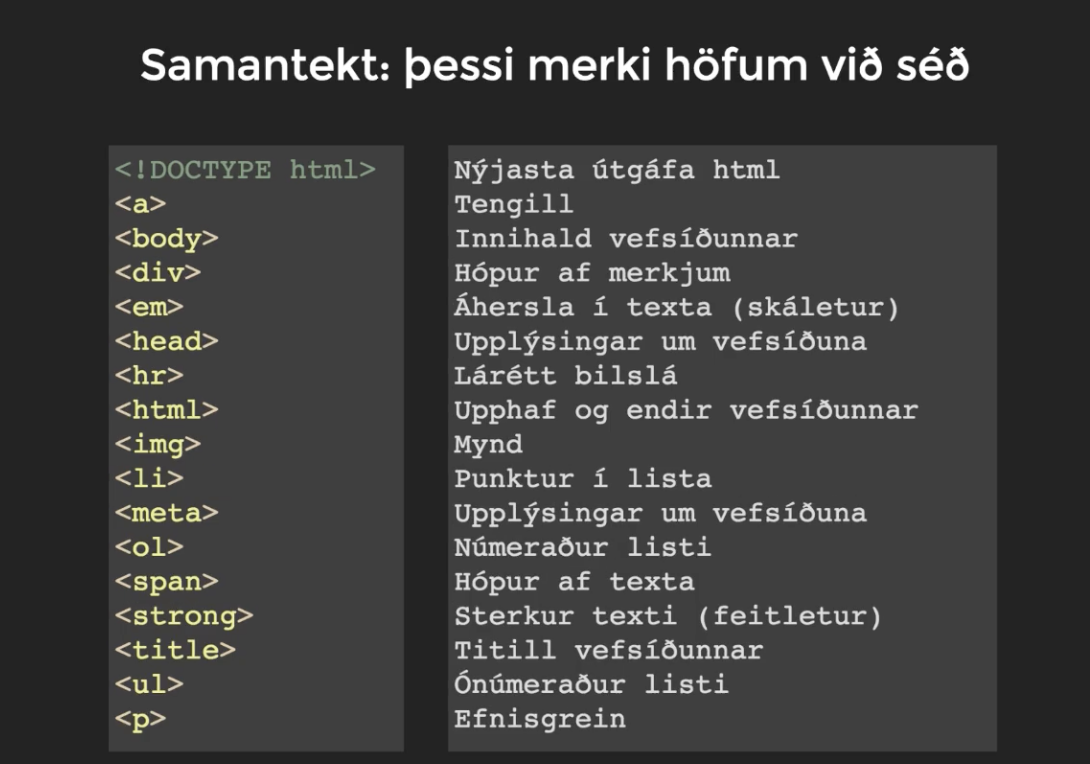 Samantekt: þessi merki höfum við séð
<!DOCTYPE html> Nýjasta útgáfa html
<a> Tengill
<body> Innihald vefsíðunnar
<div> Hópur af merkjum
<em> Áhersla í texta (skáletur)
<head> Upplýsingar um vefsíðuna
<hr> Lárétt bilslá
<html> Upphaf og endir vefsíðunnar
<img> Mynd
<li> Punktur í lista
<meta> Upplýsingar um vefsíðuna
<ol> Númeraður listi
<span> Hópur af texta
<strong> Sterkur texti (feitletur)
<title> Titill vefsíðunnar
<ul> Ónúmeraður listi
<p> Efnisgrein